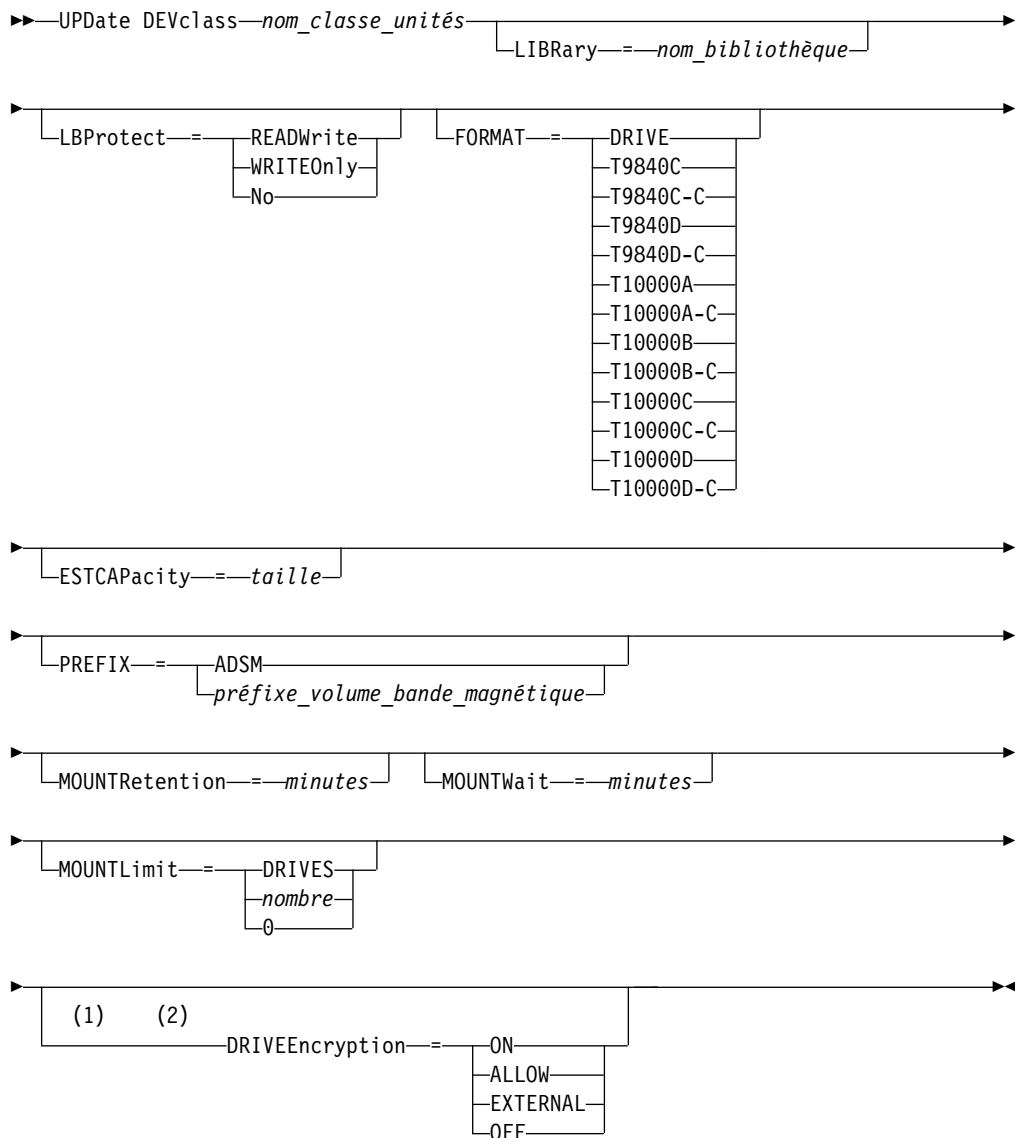 UPDate DEVclass nom_classe_unités
LIBRary = nom_bibliothèque
LBProtect = READWrite
WRITEOnly
No
FORMAT = DRIVE
T9840C
T9840C-C
T9840D
T9840D-C
T10000A
T10000A-C
T10000B
T10000B-C
T10000C
T10000C-C
T10000D
T10000D-C
ESTCAPacity = taille
PREFIX = ADSM
préfixe_volume_bande_magnétique
MOUNTRetention = minutes
MOUNTWait = minutes
MOUNTLimit = DRIVES
nombre
0
(1) (2)
DRIVEEncryption = ON
ALLOW
EXTERNAL
OFF